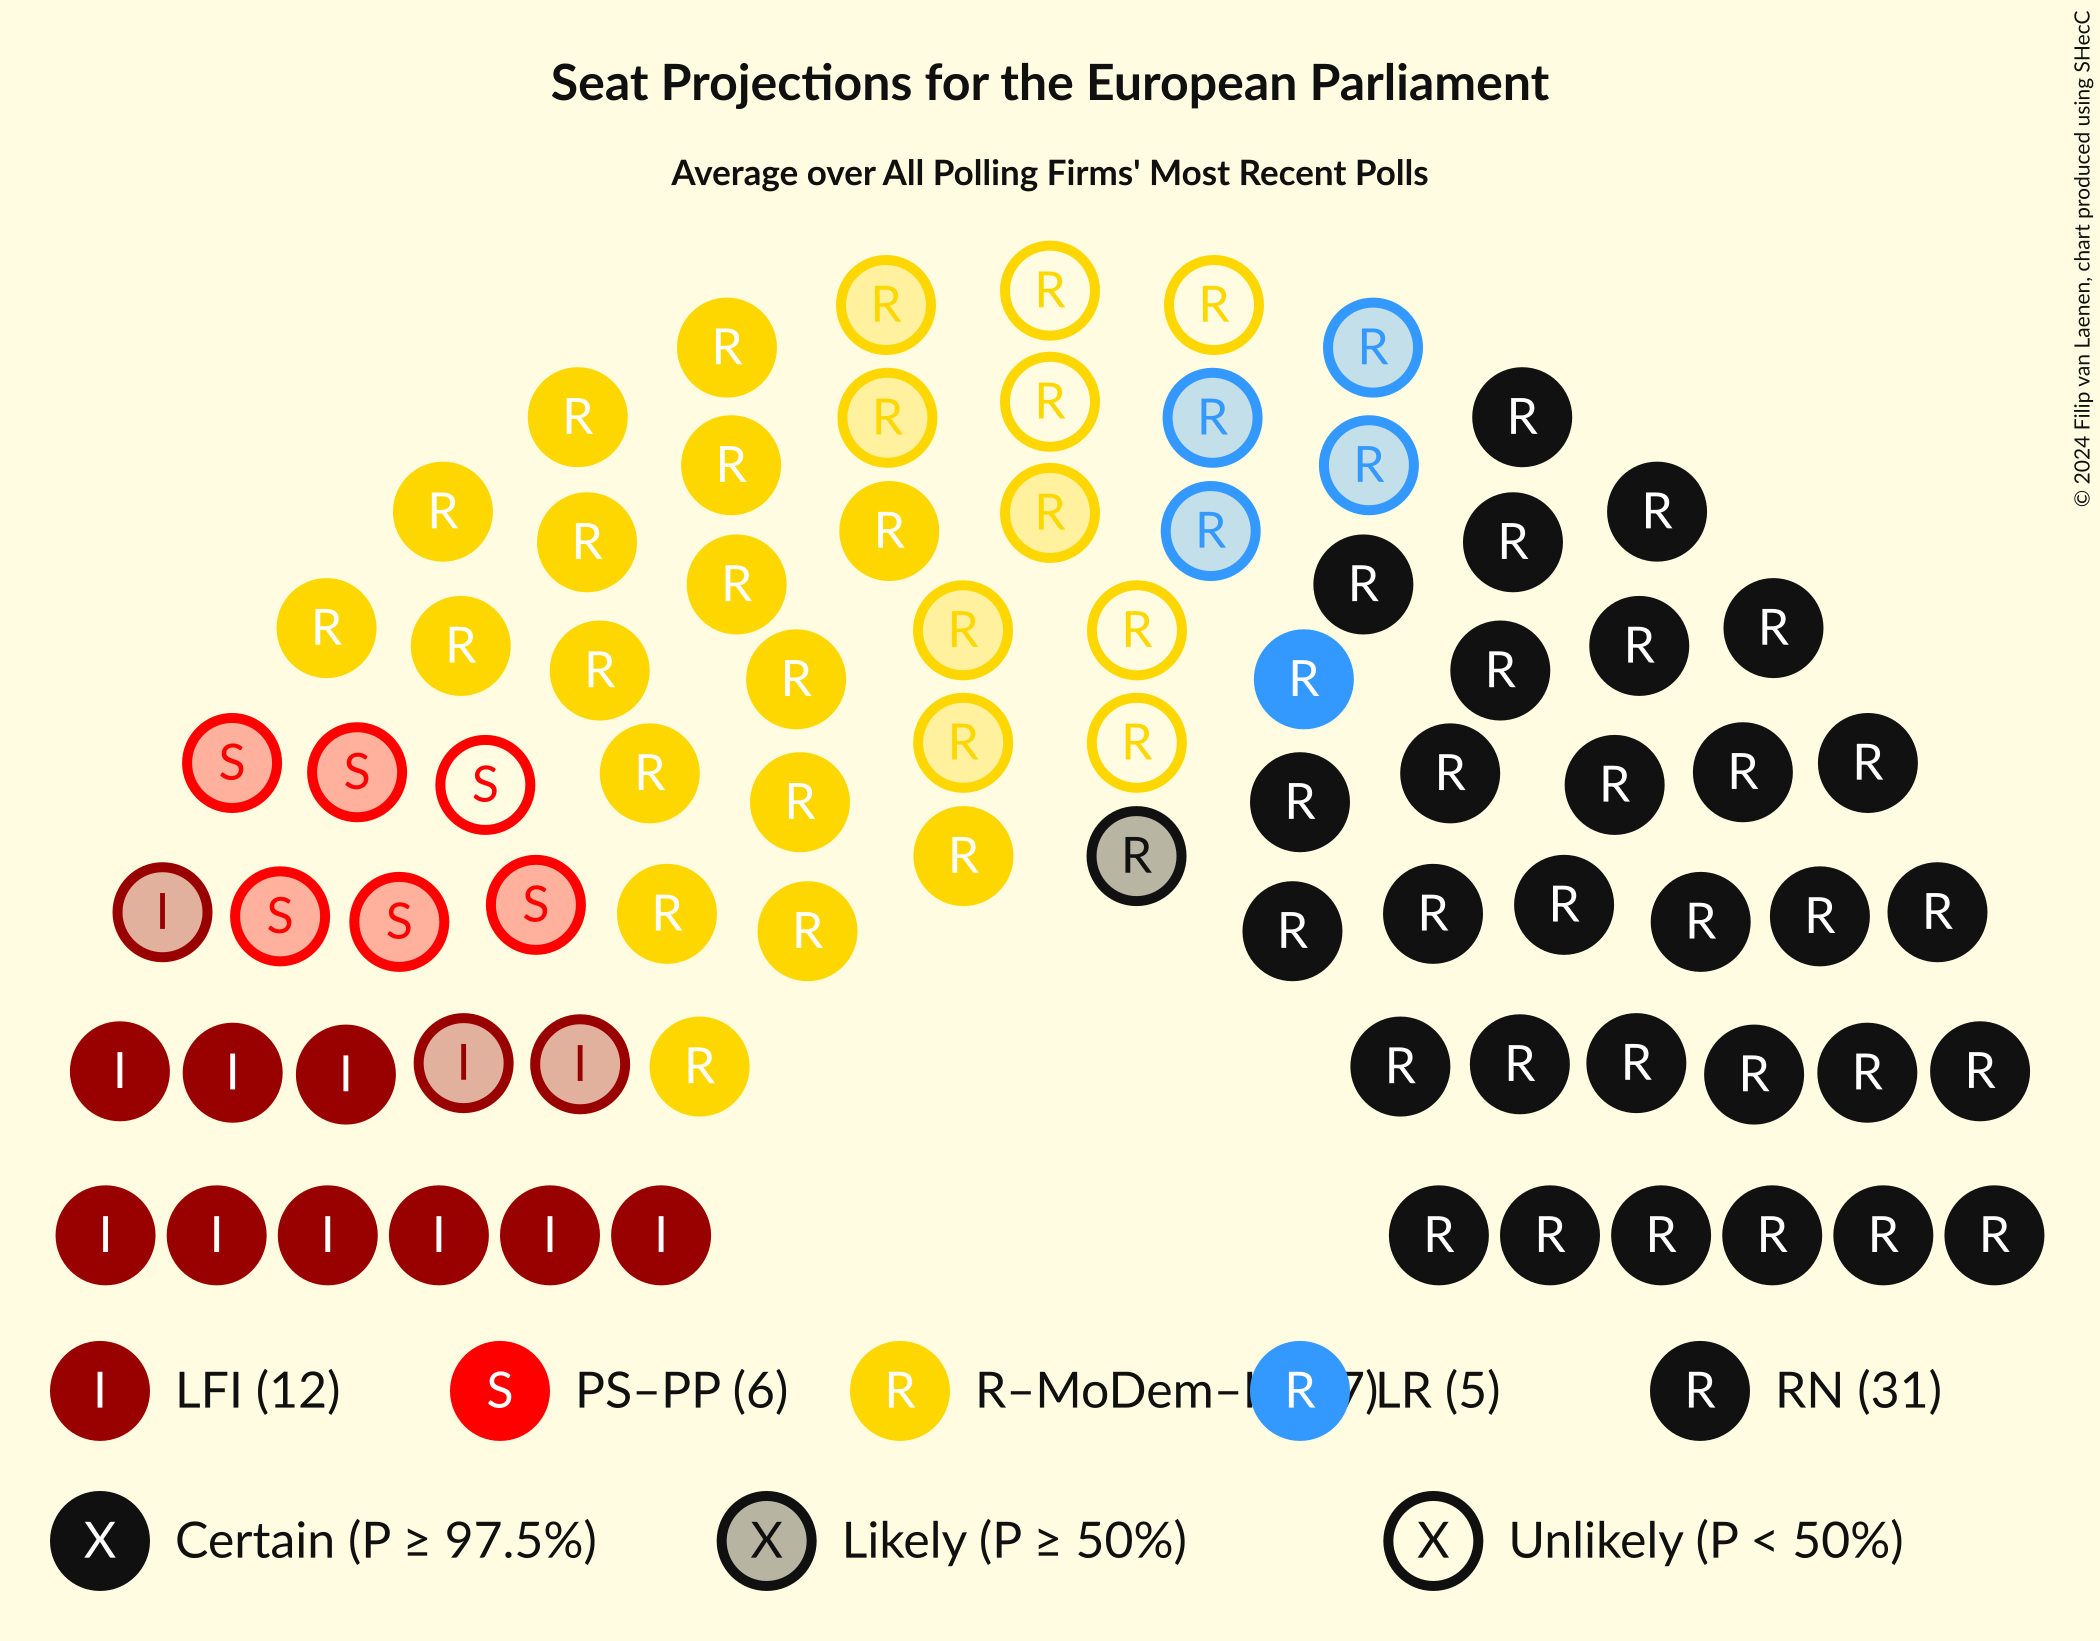 Seat Projections for the European Parliament
Average over All Polling Firms' Most Recent Polls
© 2024 Filip van Laenen, chart produced using SHecC
R R R
R R
R R R R R
R R
R R R R R
R R
R R R
R R R R
R R
R R R R R R
R R R R
S S S R R R R R R R R
R R
I S S S R R R R R R R R
I I I I I R R R R R R R
I I I I I I R R R R R R
I LFI (12) S PS–PP (6) R R–MoDem– 7) R LR (5) R RN (31)
X Certain (P ≥ 97.5%) X Likely (P ≥ 50%) X Unlikely (P < 50%)